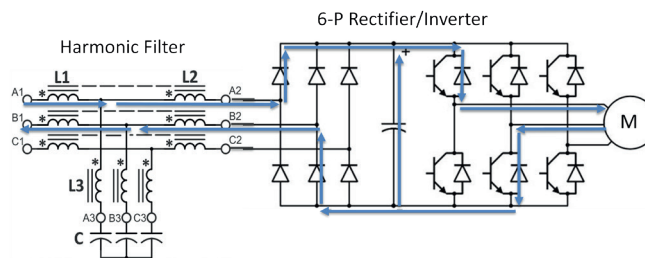 6-P Rectifier/Inverter
Harmonic Filter
L1 L2
* *
A1 A2
+
* *
B1 B2
M
* *
C1 C2
* * *
L3
A3 B3 C3
C